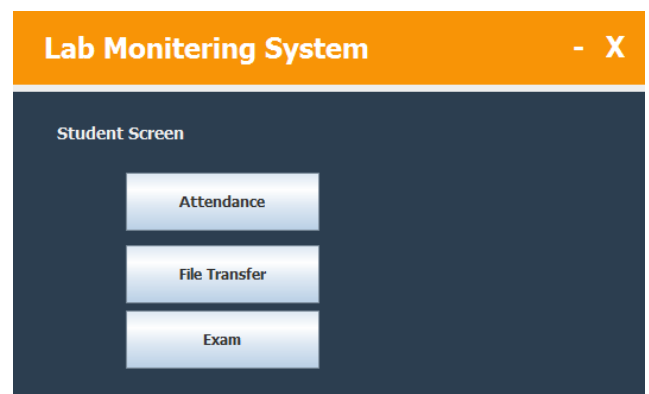 Lab Monitering System - X
Student Screen
Attendance
File Transfer
Exam